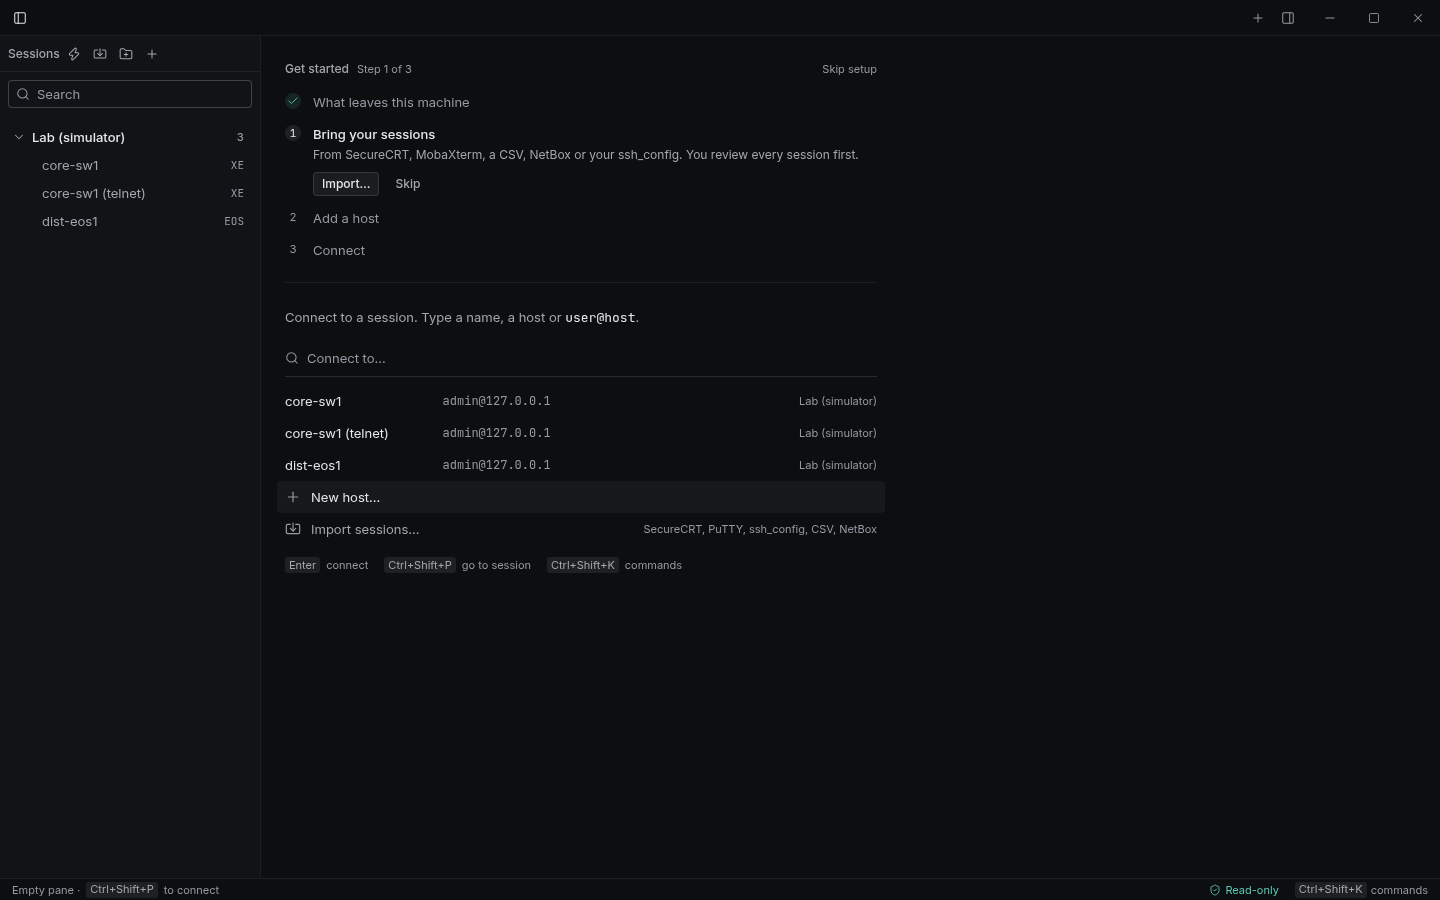 Sessions
Search
Lab (simulator) 3
core-sw1 XE
core-sw1 (telnet) XE
dist-eos1 EOS
Get started Step 1 of 3 Skip setup
What leaves this machine
1 Bring your sessions
From SecureCRT, MobaXterm, a CSV, NetBox or your ssh_config. You review every session first.
Import... Skip
2 Add a host
3 Connect
Connect to a session. Type a name, a host or user@host.
Connect to...
core-sw1 admin@127.0.0.1 Lab (simulator)
core-sw1 (telnet) admin@127.0.0.1 Lab (simulator)
dist-eos1 admin@127.0.0.1 Lab (simulator)
New host...
Import sessions... SecureCRT, PuTTY, ssh_config, CSV, NetBox
Enter connect Ctrl+Shift+P go to session Ctrl+Shift+K commands
Empty pane · Ctrl+Shift+P to connect Read-only Ctrl+Shift+K commands